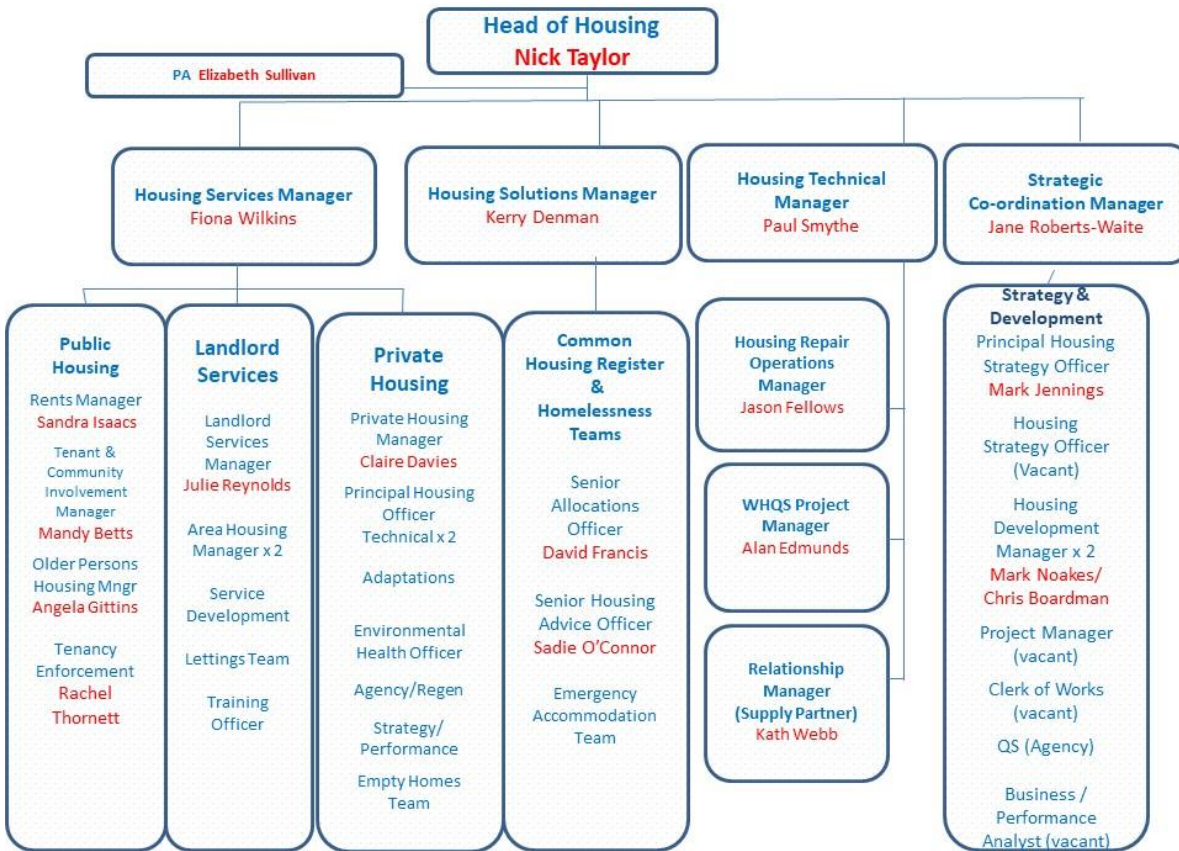 Head of Housing
Nick Taylor
PA Elizabeth Sullivan
Housing Services Manager
Fiona Wilkins
Housing Solutions Manager
Kerry Denman
Housing Technical
Manager
Paul Smythe
Strategic
Co-ordination Manager
Jane Roberts-Waite
Public
Housing
Rents Manager
Sandra Isaacs
Tenant &
Community
Involvement
Manager
Mandy Betts
Older Persons
Housing Mngr
Angela Gittins
Tenancy
Enforcement
Rachel
Thornett
Landlord
Services
Landlord
Services
Manager
Julie Reynolds
Area Housing
Manager x 2
Service
Development
Lettings Team
Training
Officer
Private
Housing
Private Housing
Manager
Claire Davies
Principal Housing
Officer
Technical x 2
Adaptations
Environmental
Health Officer
Agency/Regen
Strategy/
Performance
Empty Homes
Team
Common
Housing Register
&
Homelessness
Teams
Senior
Allocations
Officer
David Francis
Senior Housing
Advice Officer
Sadie O’Connor
Emergency
Accommodation
Team
Housing Repair
Operations
Manager
Jason Fellows
WHQS Project
Manager
Alan Edmunds
Relationship
Manager
(Supply Partner)
Kath Webb
Strategy &
Development
Principal Housing
Strategy Officer
Mark Jennings
Housing
Strategy Officer
(Vacant)
Housing
Development
Manager x 2
Mark Noakes/
Chris Boardman
Project Manager
(vacant)
Clerk of Works
(vacant)
QS (Agency)
Business /
Performance
Analyst (vacant)